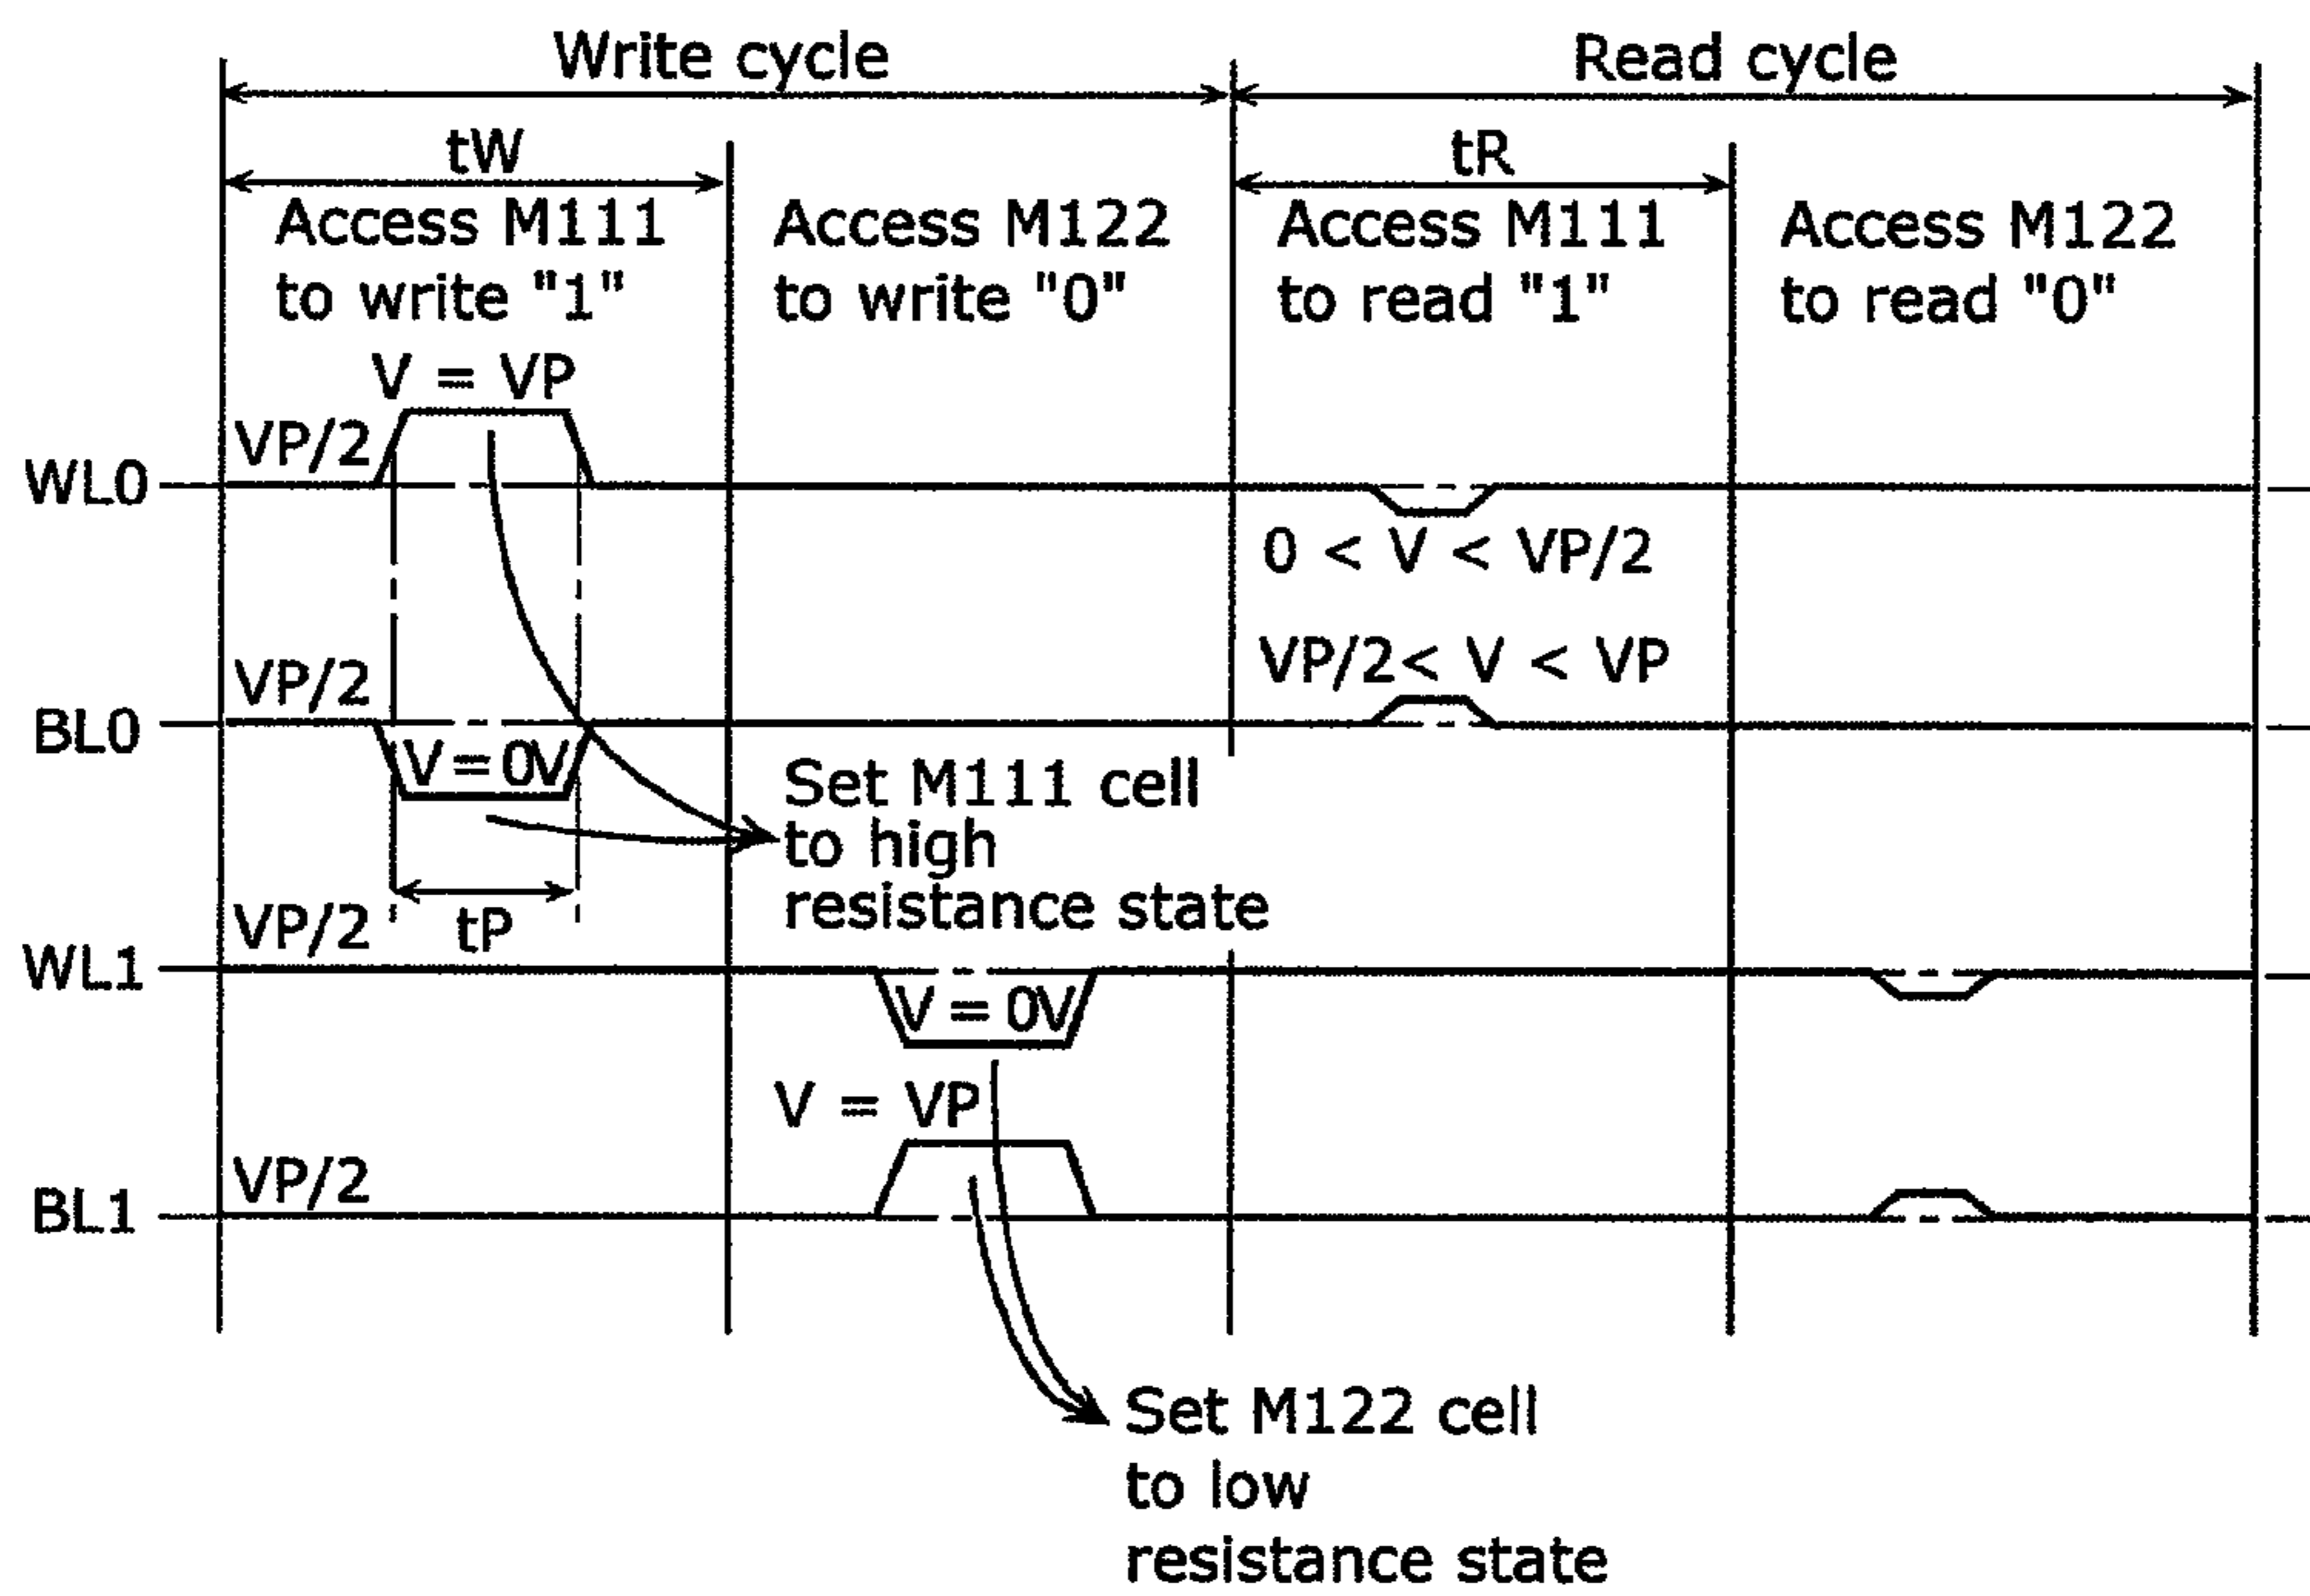 Write cycle
Read cycle
tW
tR
Access M111
to write "1"
Access M122
to write "0"
Access M111
to read "1"
Access M122
to read "0"
V = VP
VP/2
WL0
0 < V < VP/2
VP/2< V < VP
VP/2
BL0
V=0V
Set M111 cell
to high
resistance state
tP
VP/2
WL1
V=0V
V = VP
VP/2
BL1
Set M122 cell
to low
resistance state